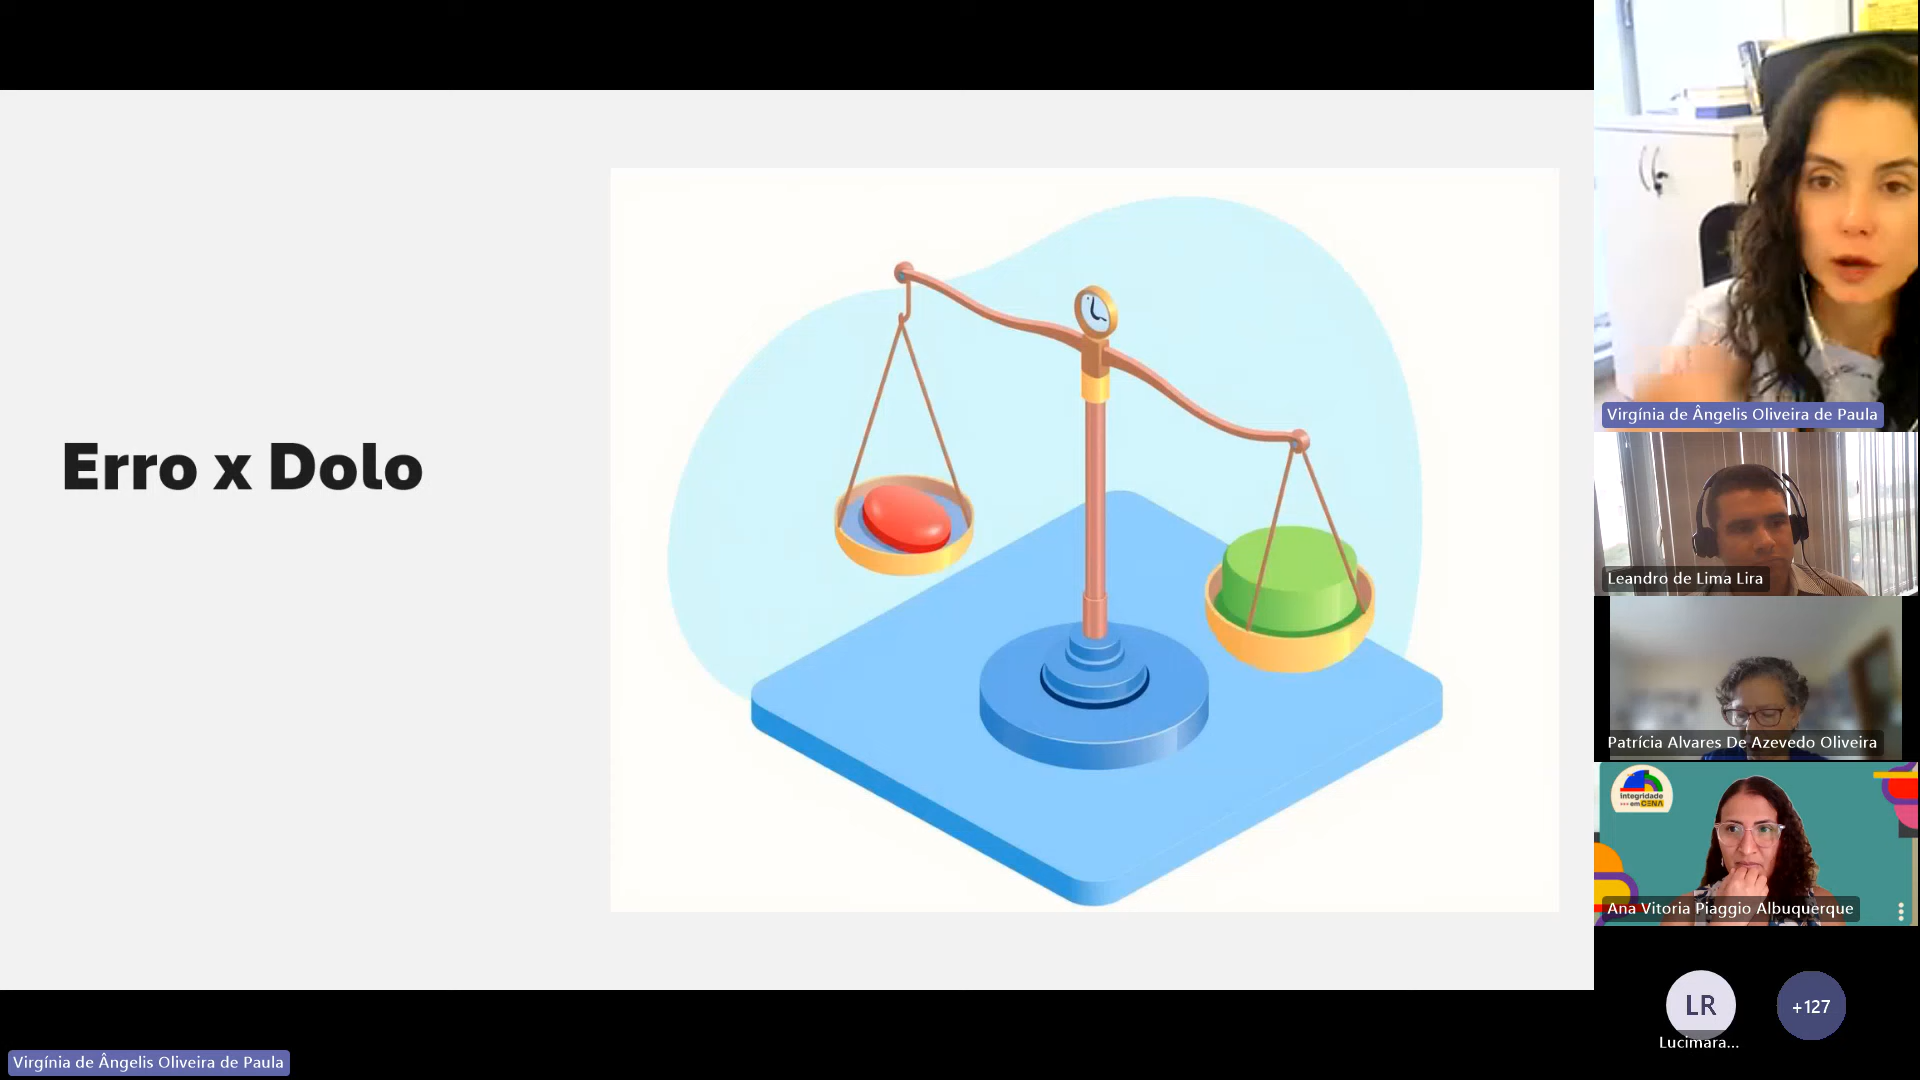 Erro x Dolo
Virgínia de Ângelis Oliveira de Paula
Leandro de Lima Lira
Patrícia Alvares De Azevedo Oliveira
Integridade
em CENA
Ana Vitoria Piaggio Albuquerque
LR
+127
Lucimara...
Virgínia de Ângelis Oliveira de Paula